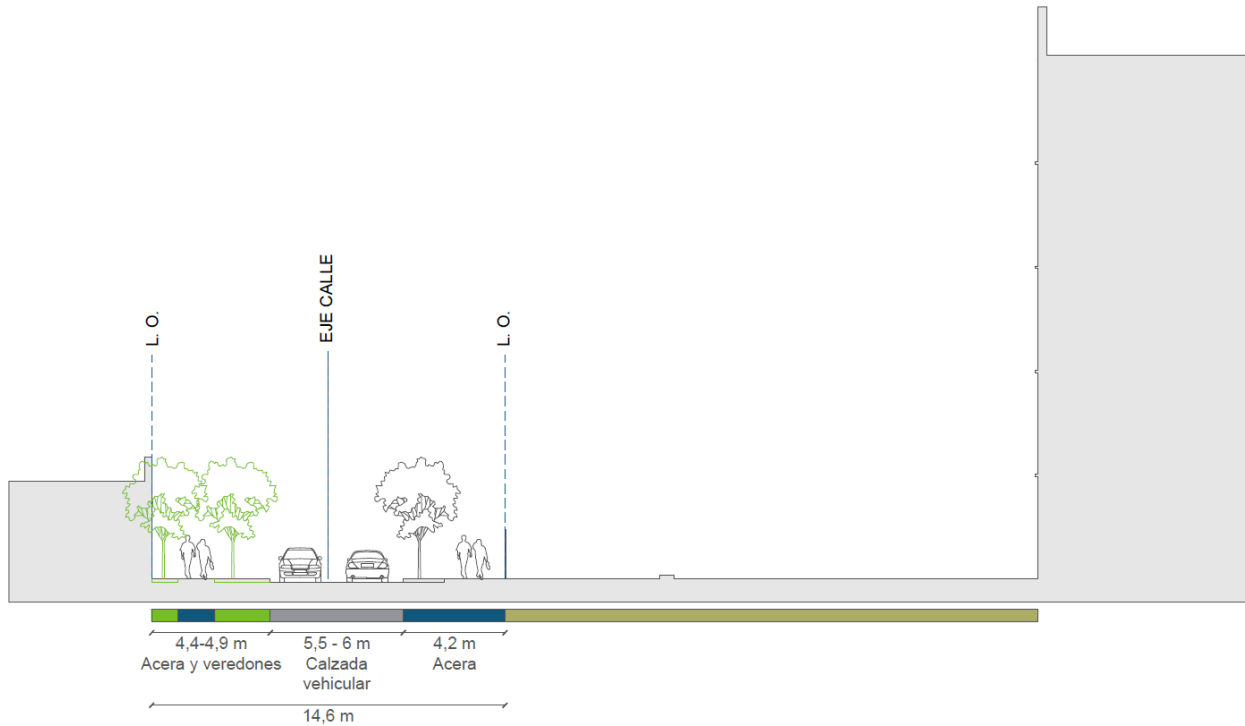 L. O.
EJE CALLE
L. O.
4,4-4,9 m
Acera y veredones
5,5 - 6 m
Calzada
vehicular
4,2 m
Acera
14,6 m